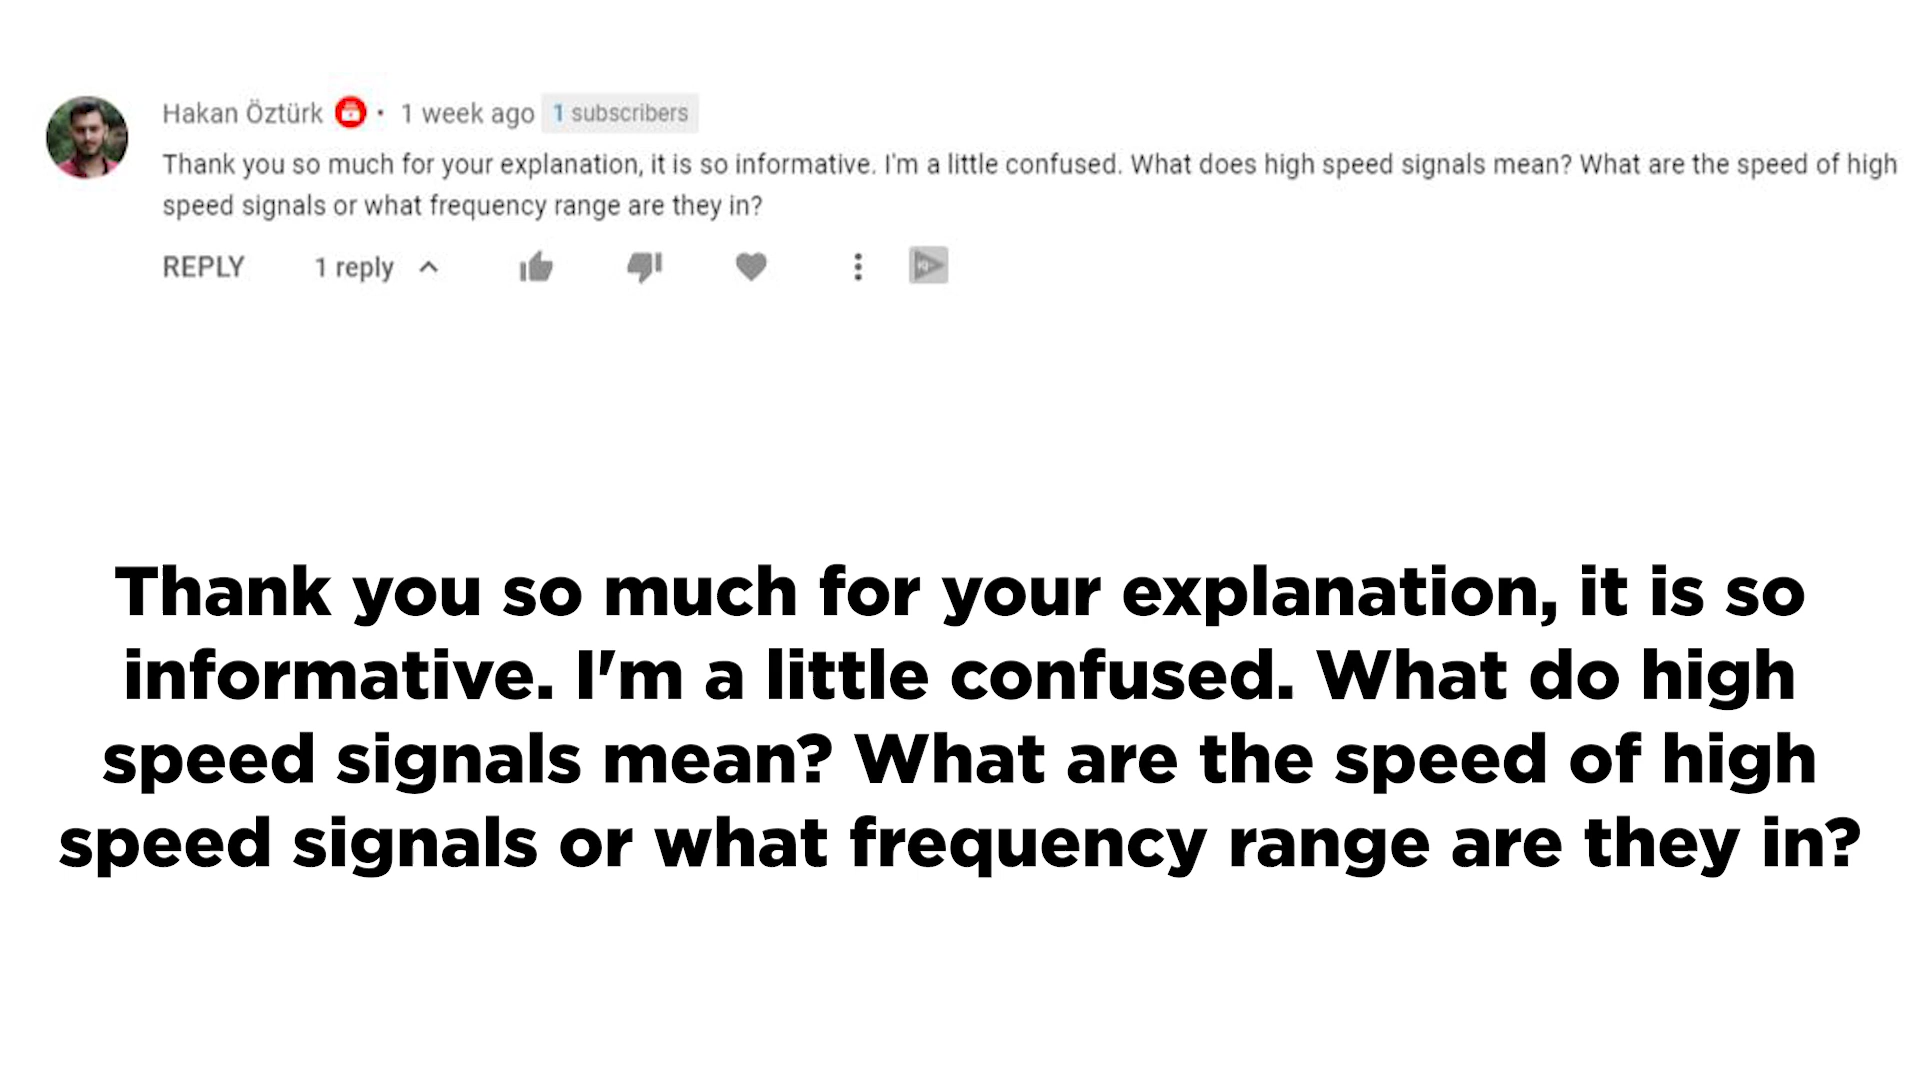 Hakan Öztürk • 1 week ago 1 subscribers
Thank you so much for your explanation, it is so informative. I'm a little confused. What does high speed signals mean? What are the speed of high
speed signals or what frequency range are they in?
REPLY 1 reply
Thank you so much for your explanation, it is so
informative. I'm a little confused. What do high
speed signals mean? What are the speed of high
speed signals or what frequency range are they in?